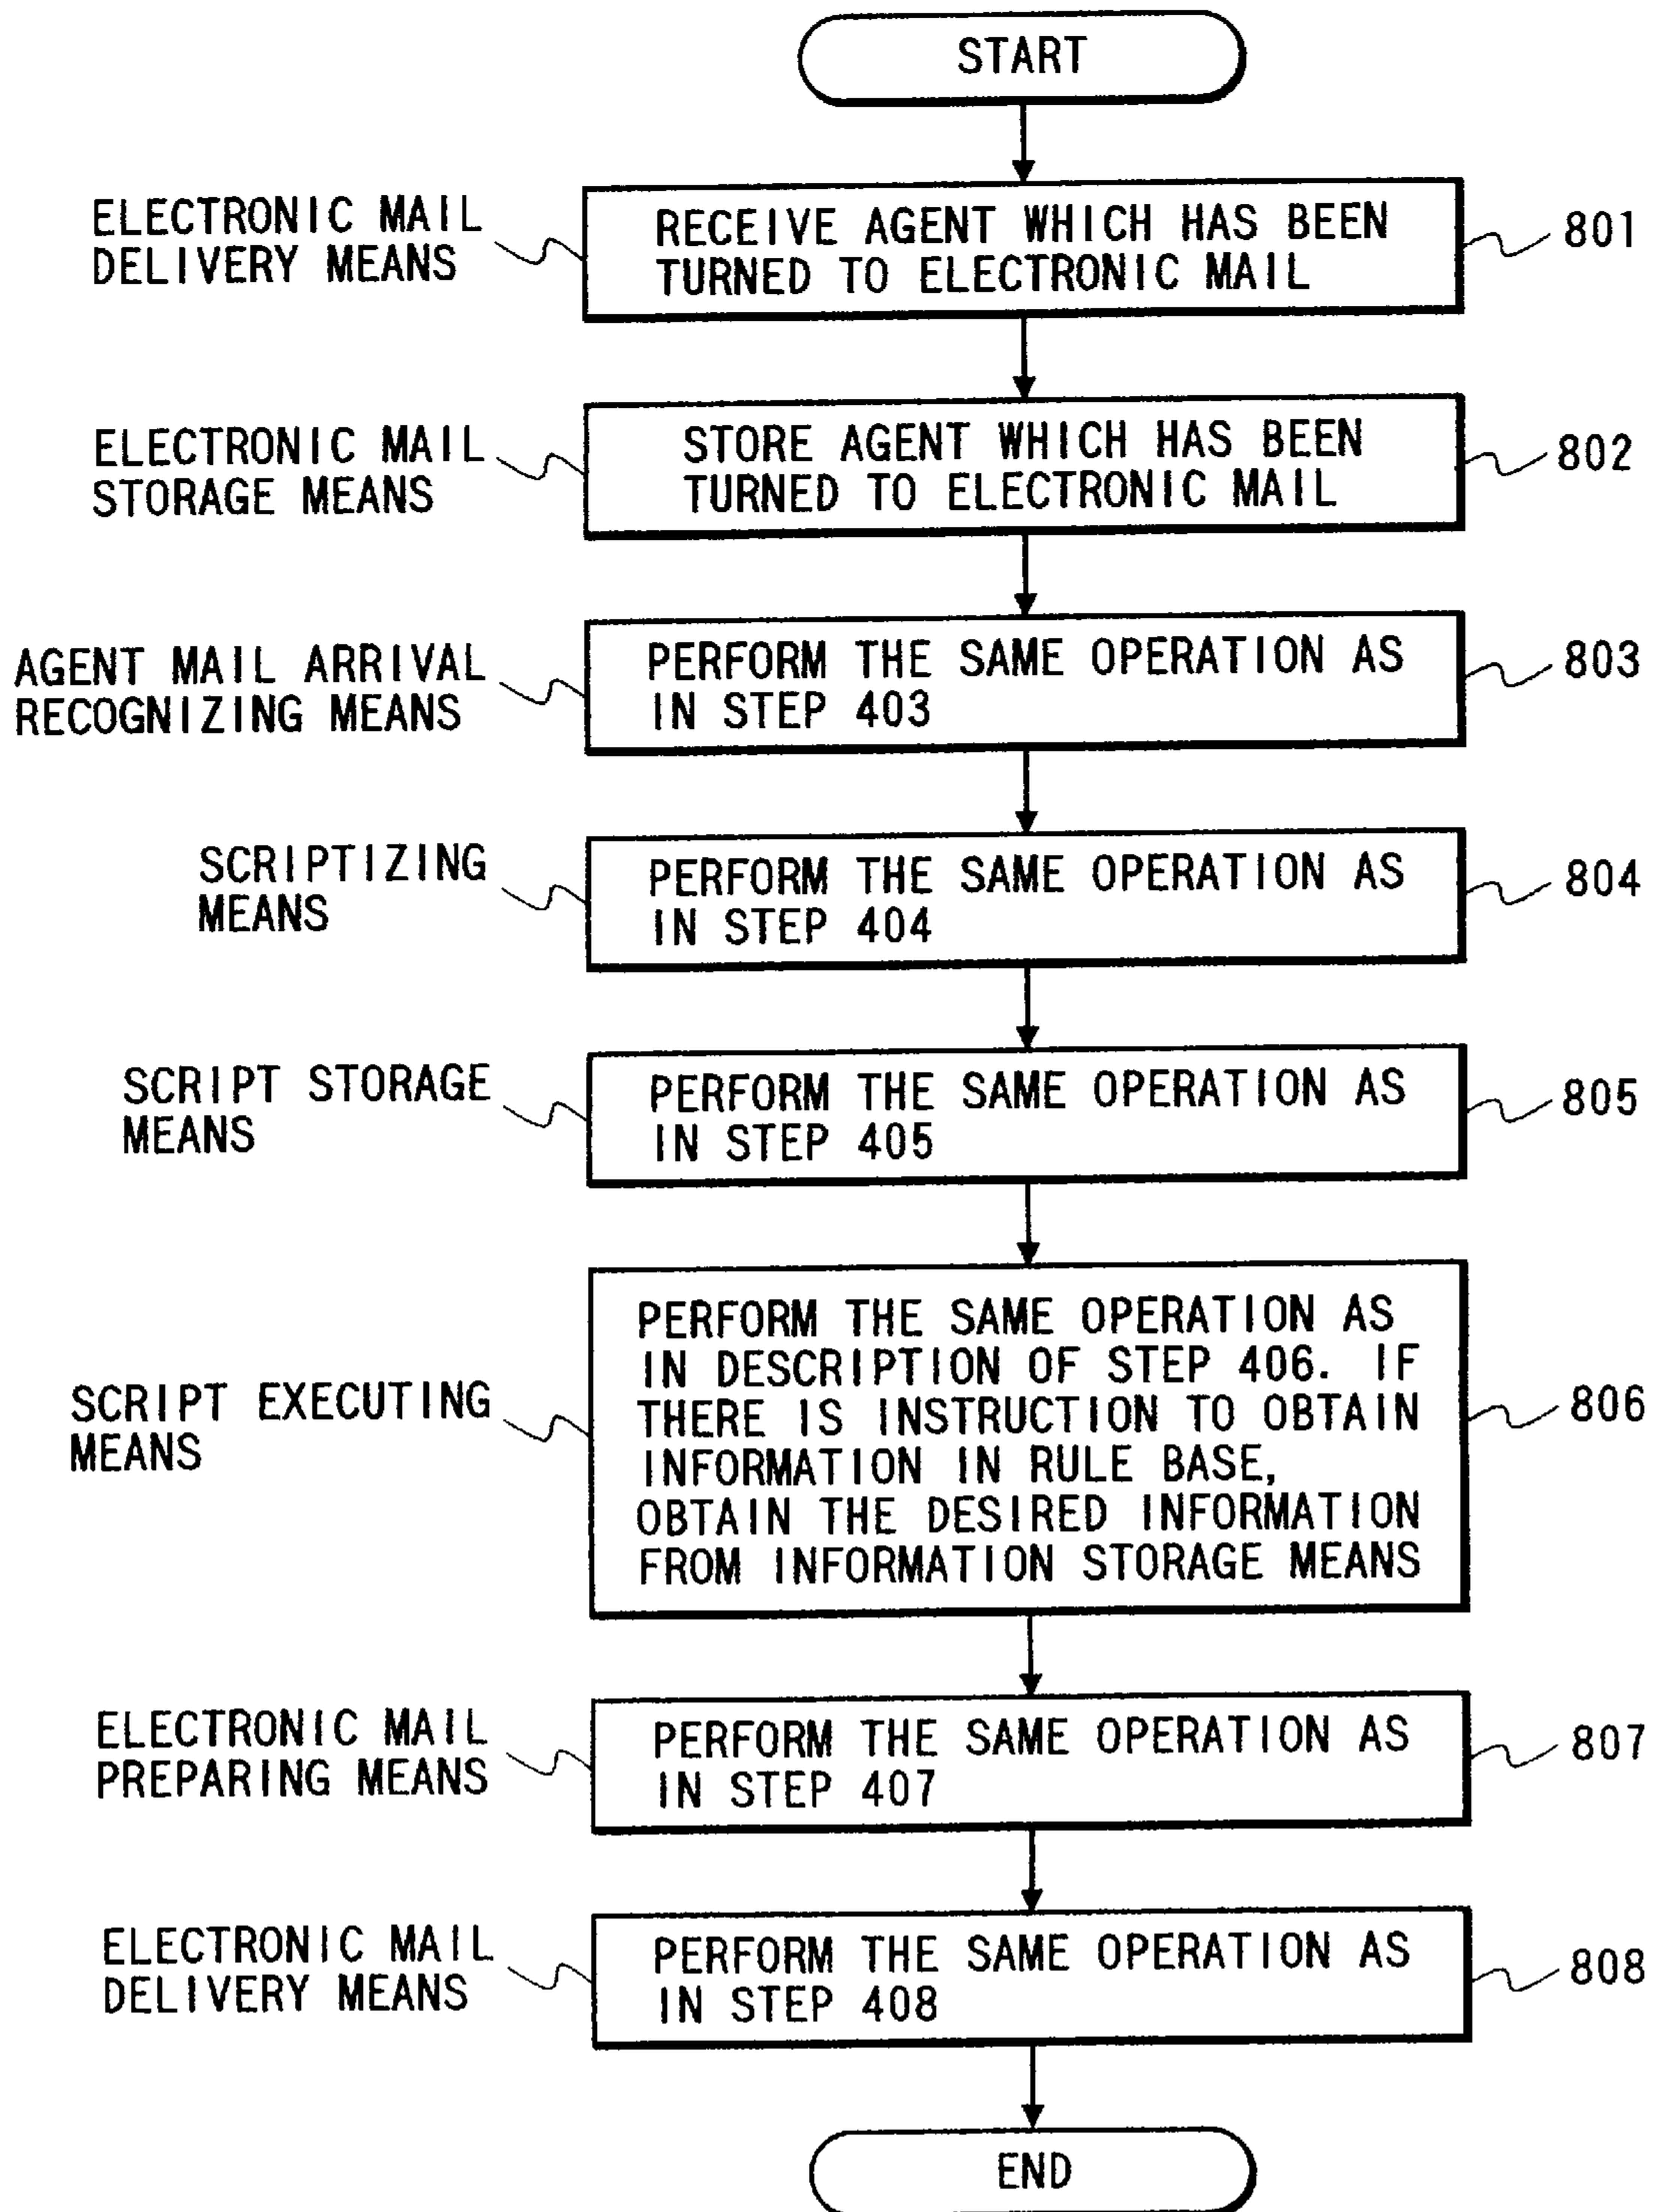 START
ELECTRONIC MAIL
DELIVERY MEANS
RECEIVE AGENT WHICH HAS BEEN
TURNED TO ELECTRONIC MAIL
801
ELECTRONIC MAIL
STORAGE MEANS
STORE AGENT WHICH HAS BEEN
TURNED TO ELECTRONIC MAIL
802
AGENT MAIL ARRIVAL
RECOGNIZING MEANS
PERFORM THE SAME OPERATION AS
IN STEP 403
803
SCRIPTIZING
MEANS
PERFORM THE SAME OPERATION AS
IN STEP 404
804
SCRIPT STORAGE
MEANS
PERFORM THE SAME OPERATION AS
IN STEP 405
805
SCRIPT EXECUTING
MEANS
PERFORM THE SAME OPERATION AS
IN DESCRIPTION OF STEP 406. IF
THERE IS INSTRUCTION TO OBTAIN
INFORMATION IN RULE BASE,
OBTAIN THE DESIRED INFORMATION
FROM INFORMATION STORAGE MEANS
806
ELECTRONIC MAIL
PREPARING MEANS
PERFORM THE SAME OPERATION AS
IN STEP 407
807
ELECTRONIC MAIL
DELIVERY MEANS
PERFORM THE SAME OPERATION AS
IN STEP 408
808
END